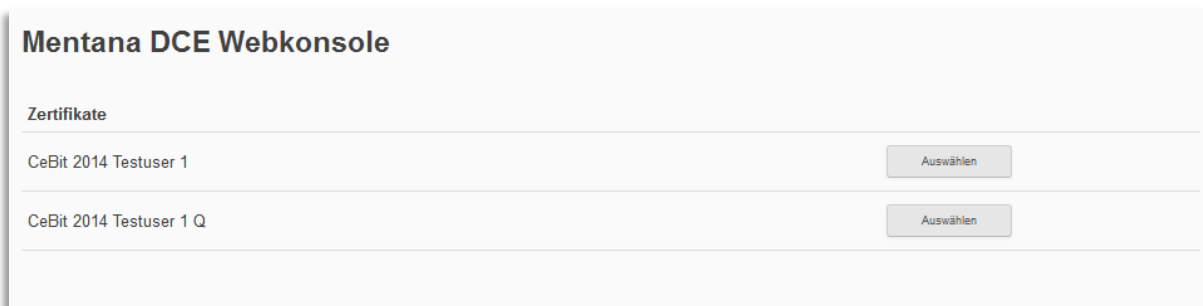 Mentana DCE Webkonsole
Zertifikate
CeBit 2014 Testuser 1 Auswählen
CeBit 2014 Testuser 1 Q Auswählen